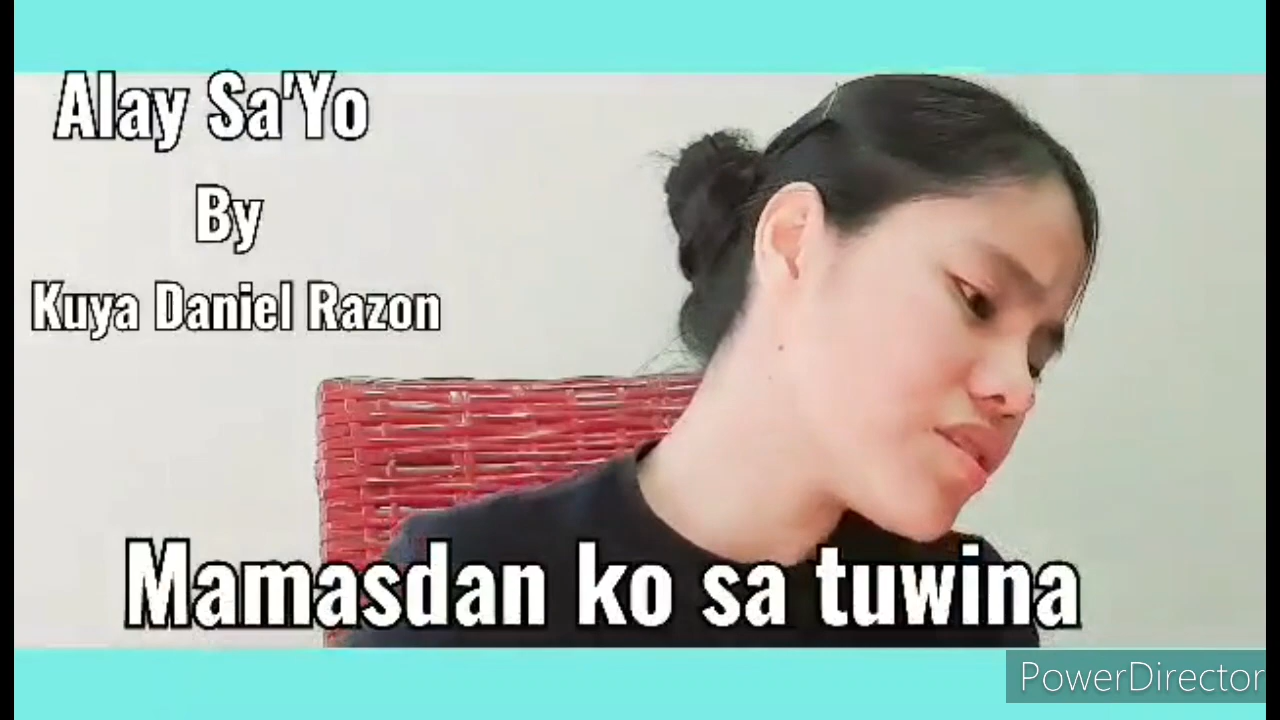 Alay Sa'Yo
By
Kuya Daniel Razon
Mamasdan ko sa tuwina
PowerDirector